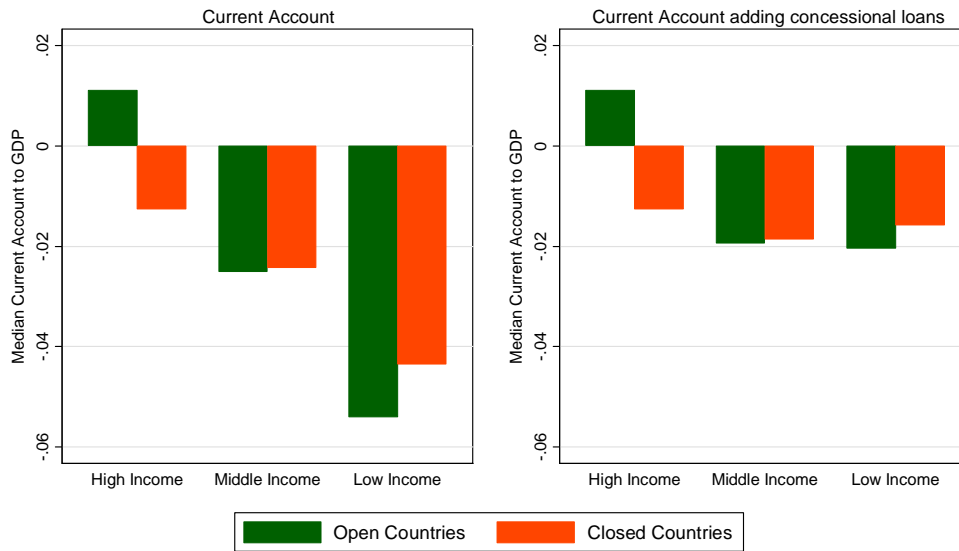 Current Account
Current Account adding concessional loans
Median Current Account to GDP
.02
0
-.02
-.04
-.06
High Income
Middle Income
Low Income
Median Current Account to GDP
.02
0
-.02
-.04
-.06
High Income
Middle Income
Low Income
Open Countries
Closed Countries